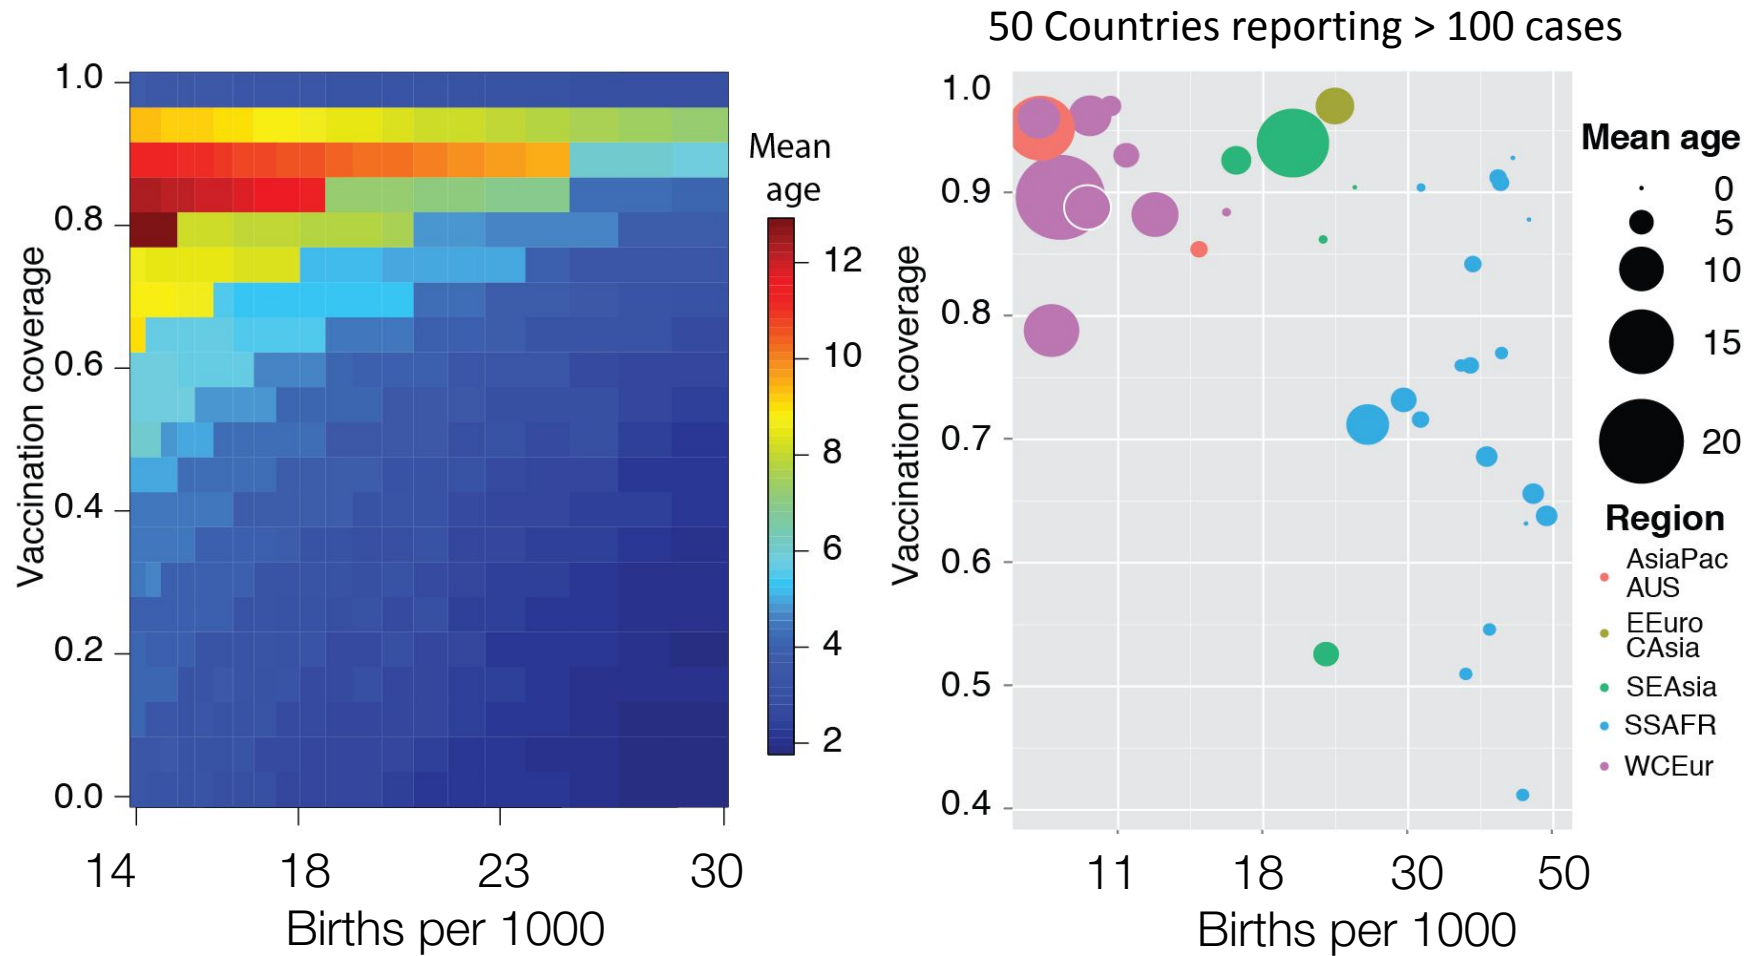 50 Countries reporting > 100 cases
Vaccination coverage
1.0
0.8
0.6
0.4
0.2
0.0
14
18
23
30
Births per 1000
Mean
age
12
10
8
6
4
2
Vaccination coverage
1.0
0.9
0.8
0.7
0.6
0.5
0.4
11
18
30
50
Births per 1000
Mean age
0
5
10
15
20
Region
AsiaPac
AUS
EEuro
CAsia
SEAsia
SSAFR
WCEur